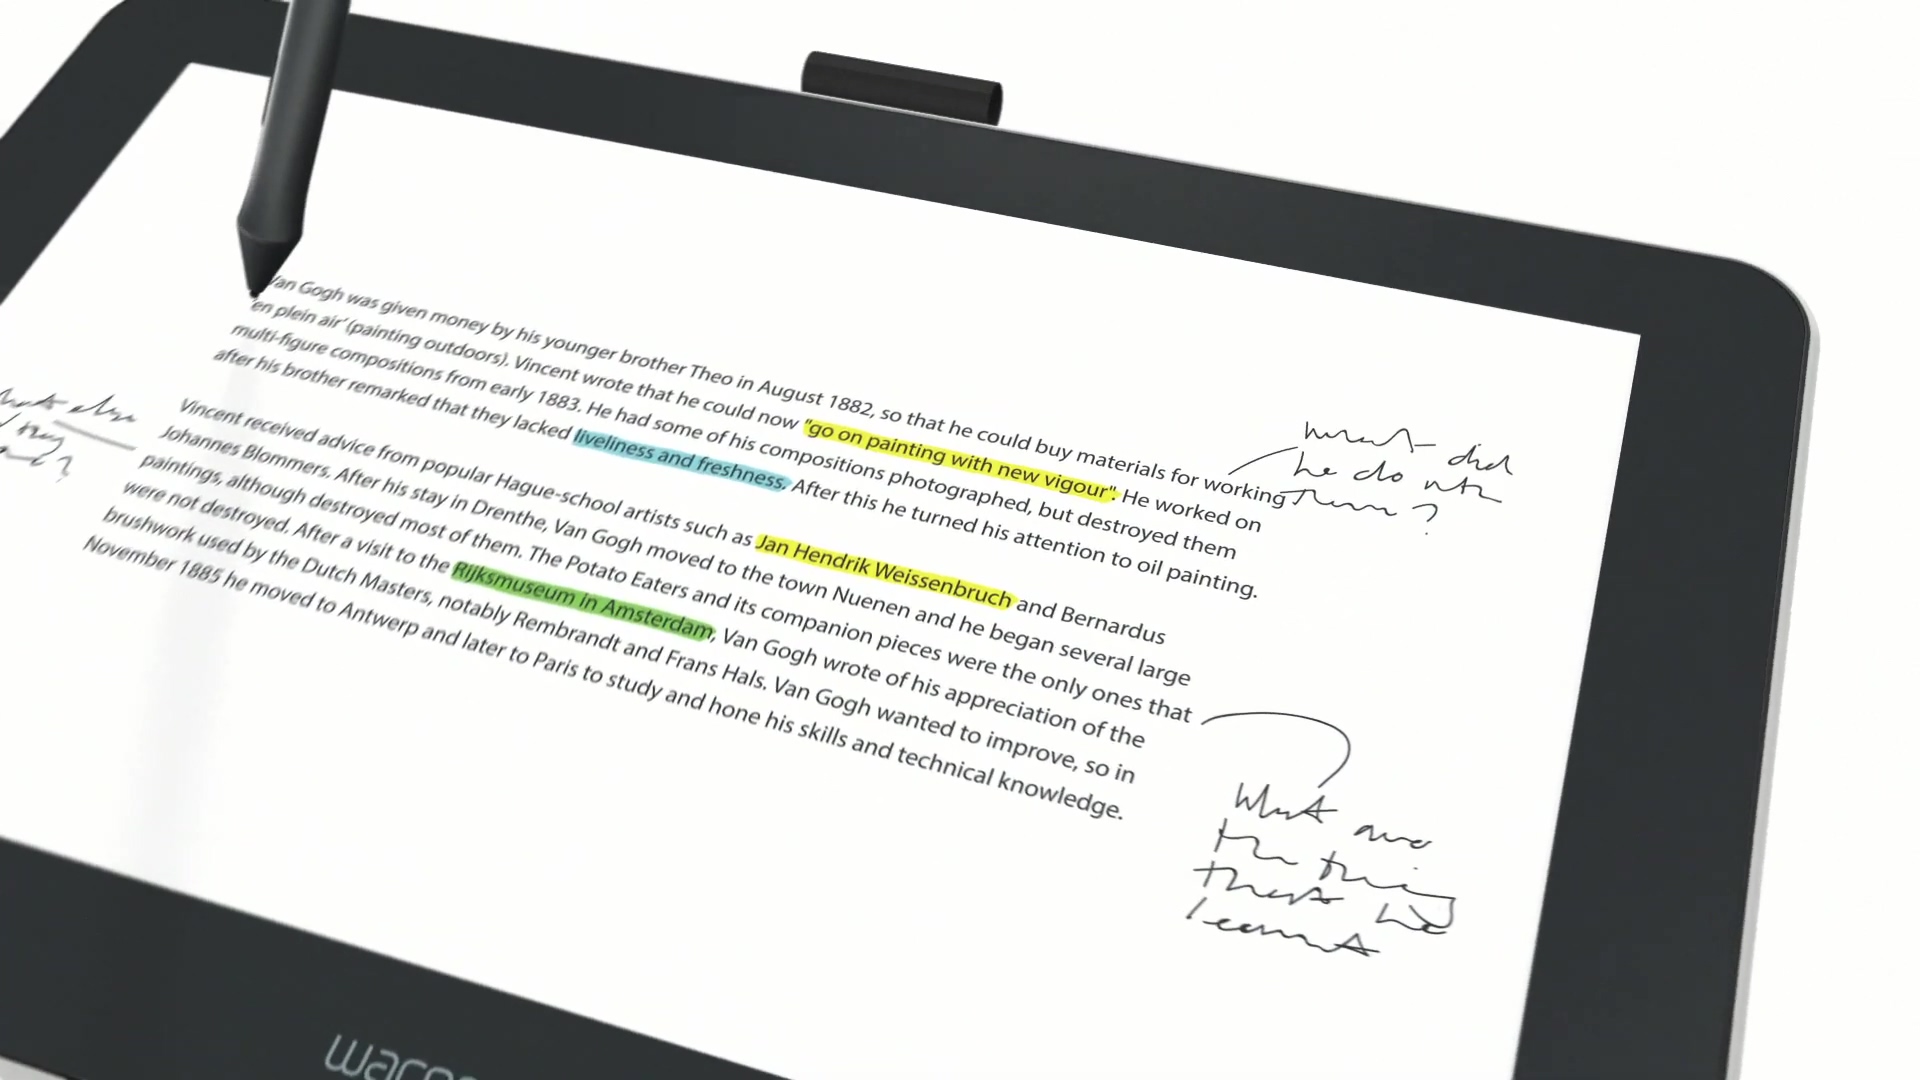 Van Gogh was given money by his younger brother Theo in August 1882, so that he could buy materials for working
'en plein air' (painting outdoors). Vincent wrote that he could now "go on painting with new vigour". He worked on
multi-figure compositions from early 1883. He had some of his compositions photographed, but destroyed them
after his brother remarked that they lacked liveliness and freshness. After this he turned his attention to oil painting.
what did
he do with
them ?
else
Vincent received advice from popular Hague-school artists such as Jan Hendrik Weissenbruch and Bernardus
Johannes Blommers. After his stay in Drenthe, Van Gogh moved to the town Nuenen and he began several large
paintings, although destroyed most of them. The Potato Eaters and its companion pieces were the only ones that
were not destroyed. After a visit to the Rijksmuseum in Amsterdam, Van Gogh wrote of his appreciation of the
brushwork used by the Dutch Masters, notably Rembrandt and Frans Hals. Van Gogh wanted to improve, so in
November 1885 he moved to Antwerp and later to Paris to study and hone his skills and technical knowledge.
What are
the thing
that he
learnt
wacom